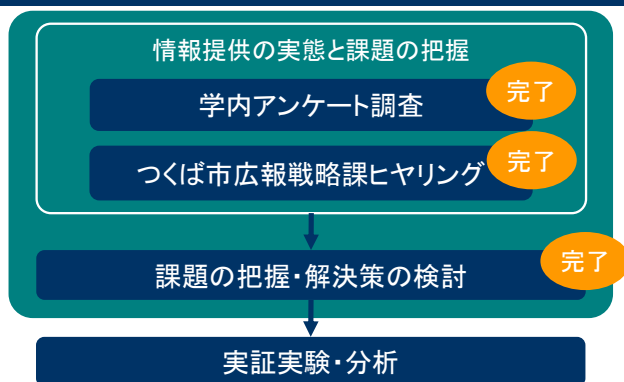 情報提供の実態と課題の把握
学内アンケート調査
完了
つくば市広報戦略課ヒヤリング
完了
課題の把握・解決策の検討
完了
実証実験・分析